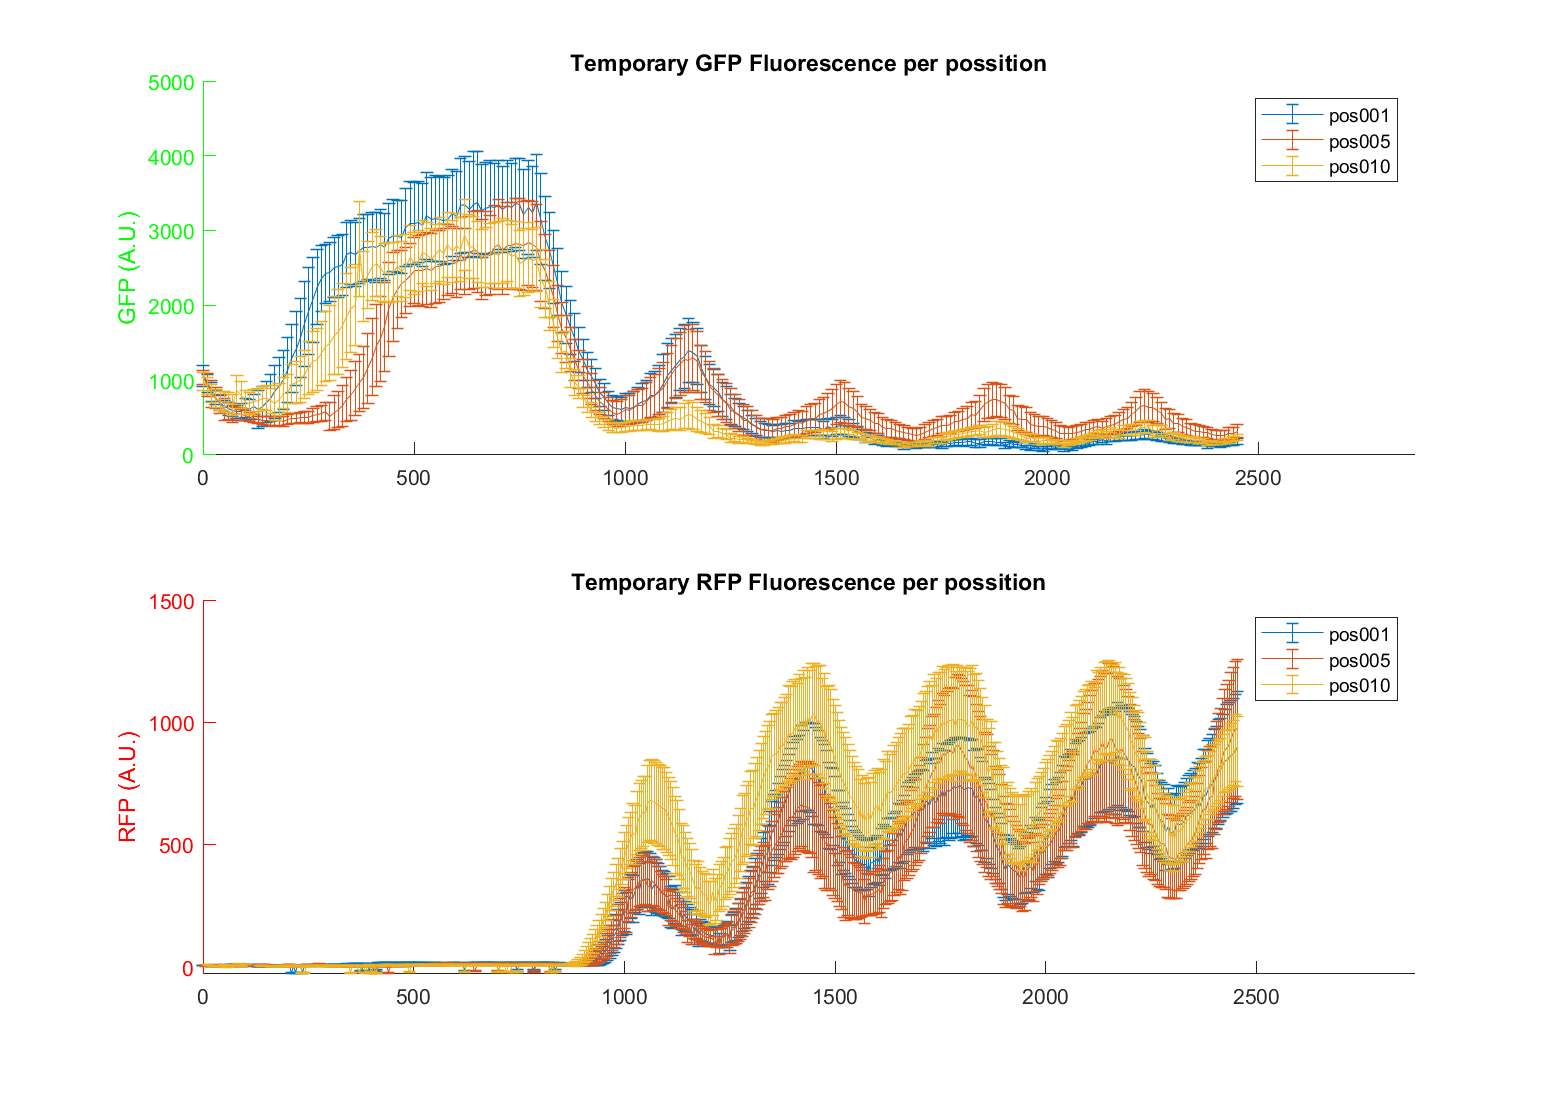 Temporary GFP Fluorescence per possition
5000
4000
3000
2000
1000
0
GFP (A.U.)
pos001
pos005
pos010
0 500 1000 1500 2000 2500
Temporary RFP Fluorescence per possition
1500
1000
500
0
RFP (A.U.)
pos001
pos005
pos010
0 500 1000 1500 2000 2500